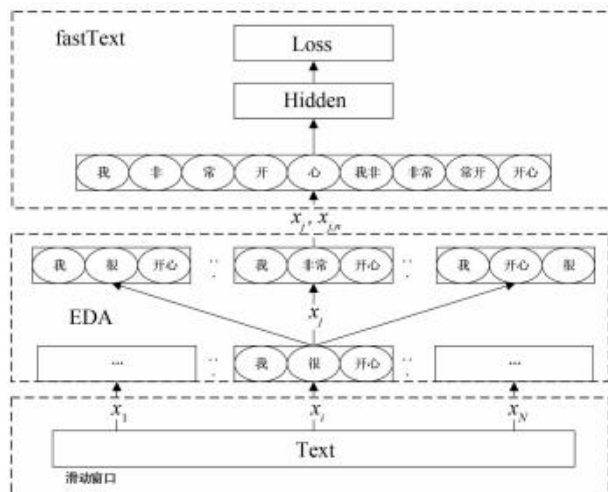 fastText
Loss
Hidden
我 非 常 开 心 我非 非常 常开 开心
x_j, x_{j,n}
我 很 开心 ∴ 我 非常 开心 ∴ 我 开心 很
x_j
EDA
... ∴ 我 很 开心 ∴ ...
x_1 x_i x_N
Text
滑动窗口